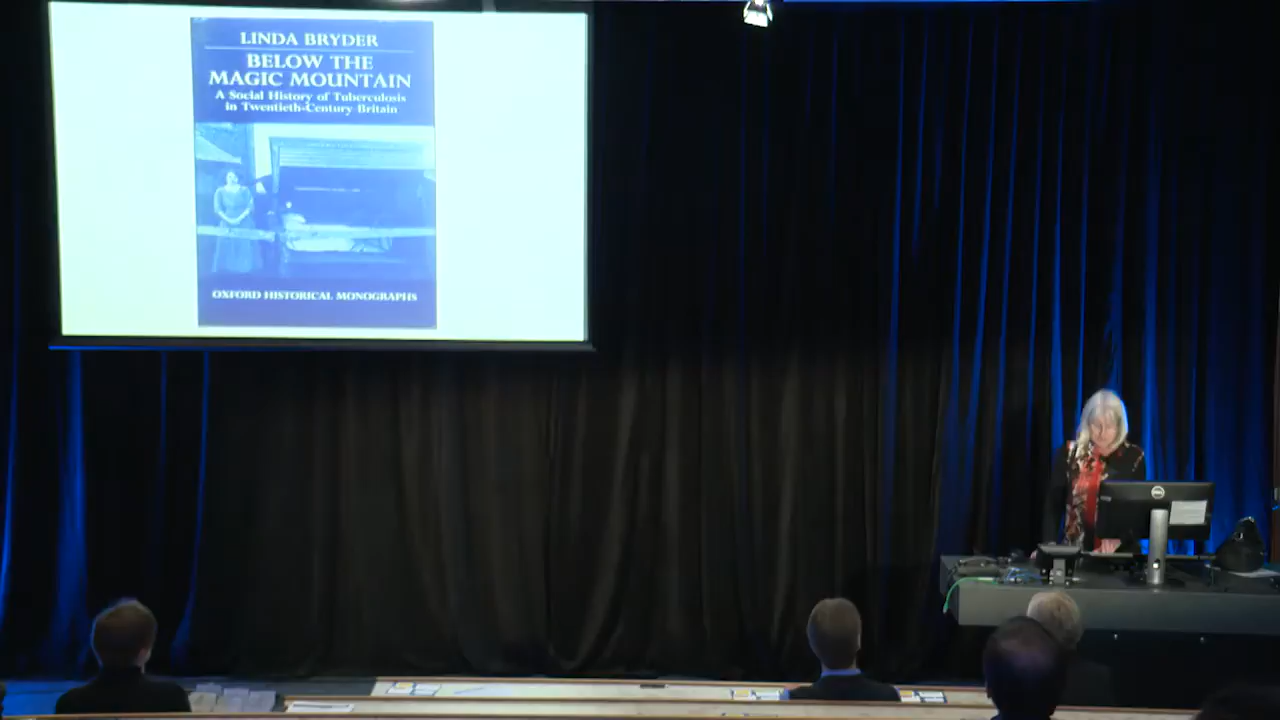 LINDA BRYDER
BELOW THE
MAGIC MOUNTAIN
A Social History of Tuberculosis
in Twentieth-Century Britain
OXFORD HISTORICAL MONOGRAPHS